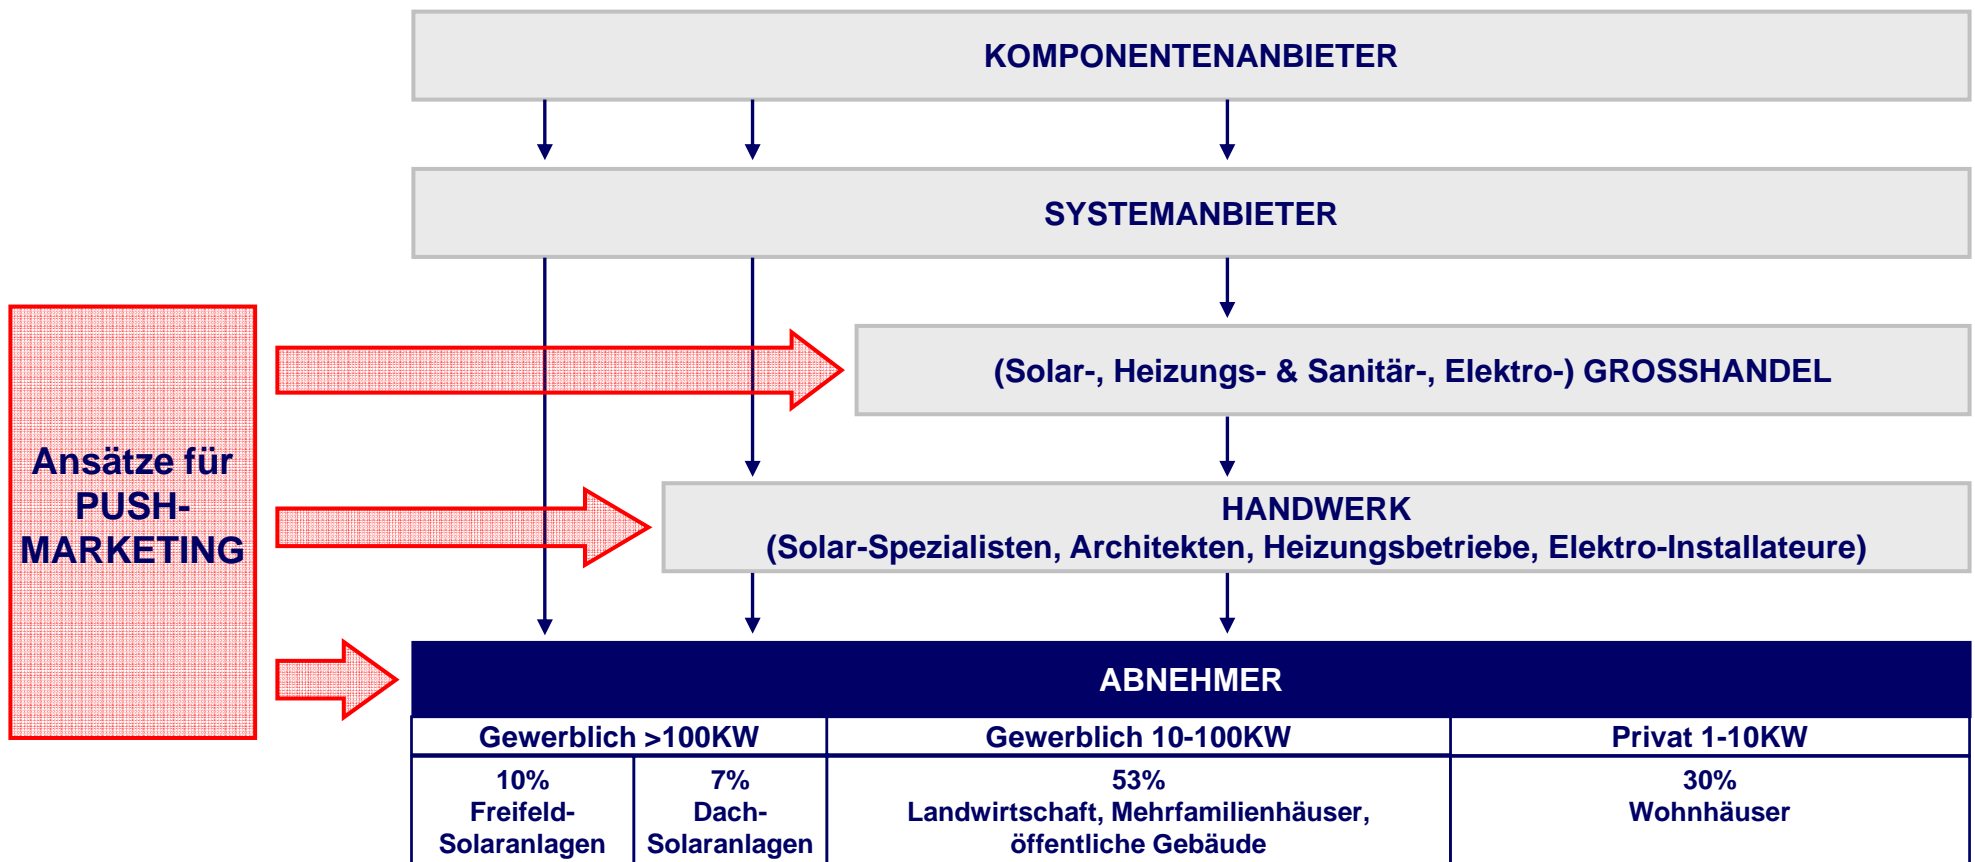 KOMPONENTENANBIETER
SYSTEMANBIETER
(Solar-, Heizungs- & Sanitär-, Elektro-) GROSSHANDEL
Ansätze für
PUSH-
MARKETING
HANDWERK
(Solar-Spezialisten, Architekten, Heizungsbetriebe, Elektro-Installateure)
ABNEHMER
Gewerblich >100KW
Gewerblich 10-100KW
Privat 1-10KW
10%
Freifeld-
Solaranlagen
7%
Dach-
Solaranlagen
53%
Landwirtschaft, Mehrfamilienhäuser,
öffentliche Gebäude
30%
Wohnhäuser